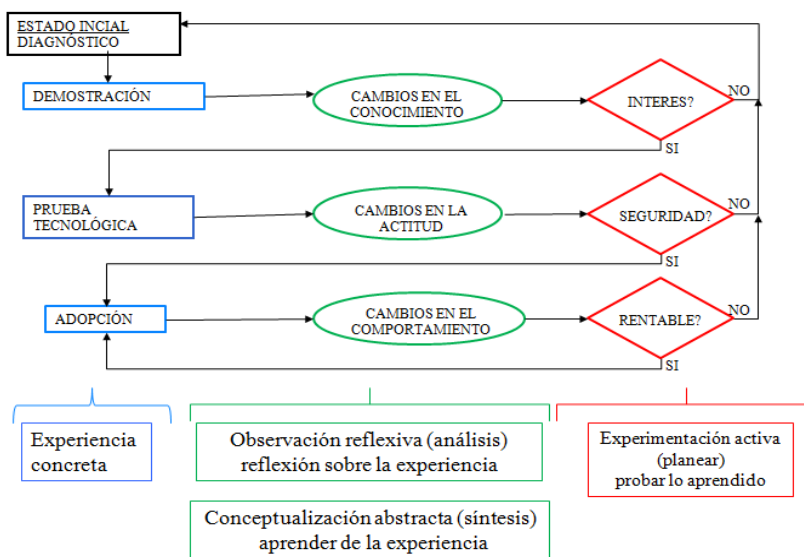 ESTADO INCIAL
DIAGNÓSTICO
DEMOSTRACIÓN
CAMBIOS EN EL
CONOCIMIENTO
INTERES?
NO
SI
PRUEBA
TECNOLÓGICA
CAMBIOS EN LA
ACTITUD
SEGURIDAD?
NO
SI
ADOPCIÓN
CAMBIOS EN EL
COMPORTAMIENTO
RENTABLE?
NO
SI
Experiencia
concreta
Observación reflexiva (análisis)
reflexión sobre la experiencia
Experimentación activa
(planear)
probar lo aprendido
Conceptualización abstracta (síntesis)
aprender de la experiencia